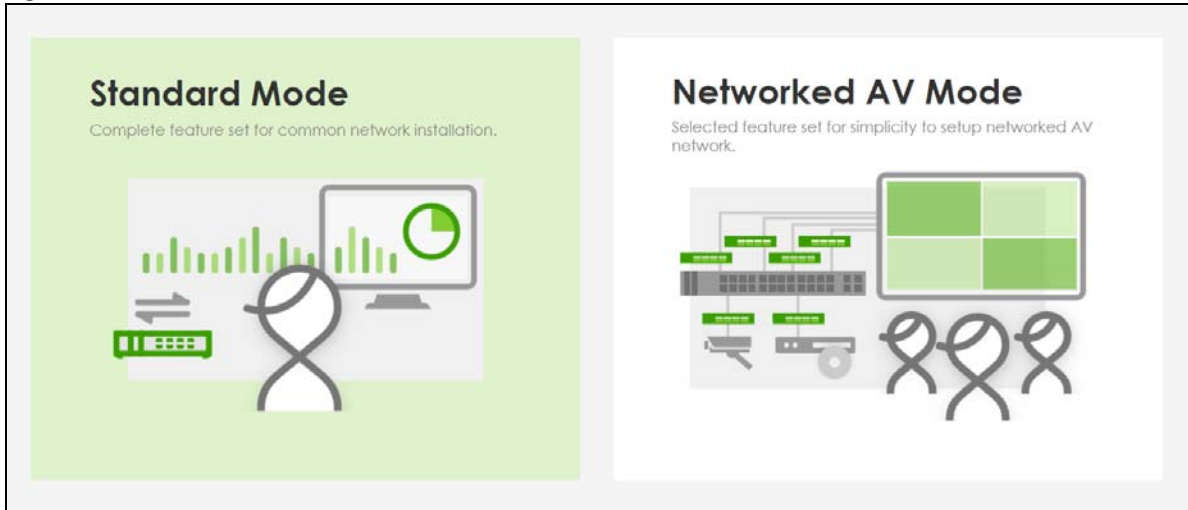 Standard Mode
Complete feature set for common network installation.
Networked AV Mode
Selected feature set for simplicity to setup networked AV
network.